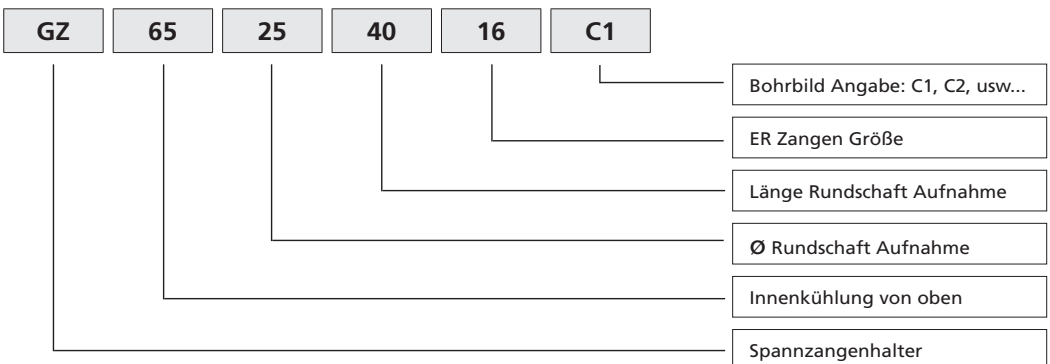 GZ 65 25 40 16 C1
Bohrbild Angabe: C1, C2, usw...
ER Zangen Größe
Länge Rundschaft Aufnahme
Ø Rundschaft Aufnahme
Innenkühlung von oben
Spannzangenhalter